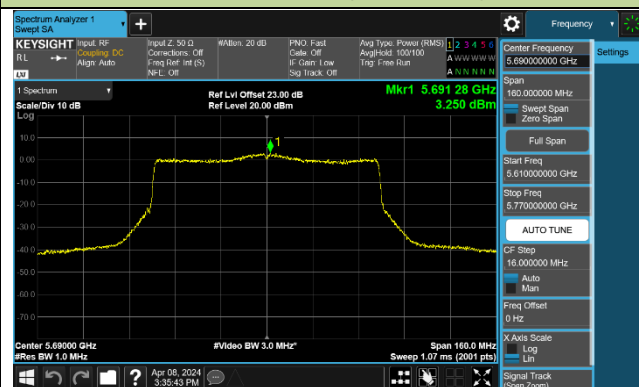 Spectrum Analyzer 1
Swept SA
+
Frequency
KEYSIGHT
RL
LXI
Input: RF
Coupling: DC
Align: Auto
Input Z: 50 Ω
Corrections: Off
Freq Ref: Int (S)
NFE: Off
#Atten: 20 dB
PNO: Fast
Gate: Off
IF Gain: Low
Sig Track: Off
Avg Type: Power (RMS)
Avg|Hold: 100/100
Trig: Free Run
1 2 3 4 5 6
A W W W W W
A N N N N N
1 Spectrum
Scale/Div 10 dB
Log
Ref Lvl Offset 23.00 dB
Ref Level 20.00 dBm
Mkr1 5.691 28 GHz
3.250 dBm
1
10.0
0.00
-10.0
-20.0
-30.0
-40.0
-50.0
-60.0
-70.0
Center 5.69000 GHz
#Res BW 1.0 MHz
#Video BW 3.0 MHz*
Span 160.0 MHz
Sweep 1.07 ms (2001 pts)
Center Frequency
5.690000000 GHz
Settings
Span
160.000000 MHz
Swept Span
Zero Span
Full Span
Start Freq
5.610000000 GHz
Stop Freq
5.770000000 GHz
AUTO TUNE
CF Step
16.000000 MHz
Auto
Man
Freq Offset
0 Hz
X Axis Scale
Log
Lin
Signal Track
(Span Zoom)
?
Apr 08, 2024
3:35:43 PM